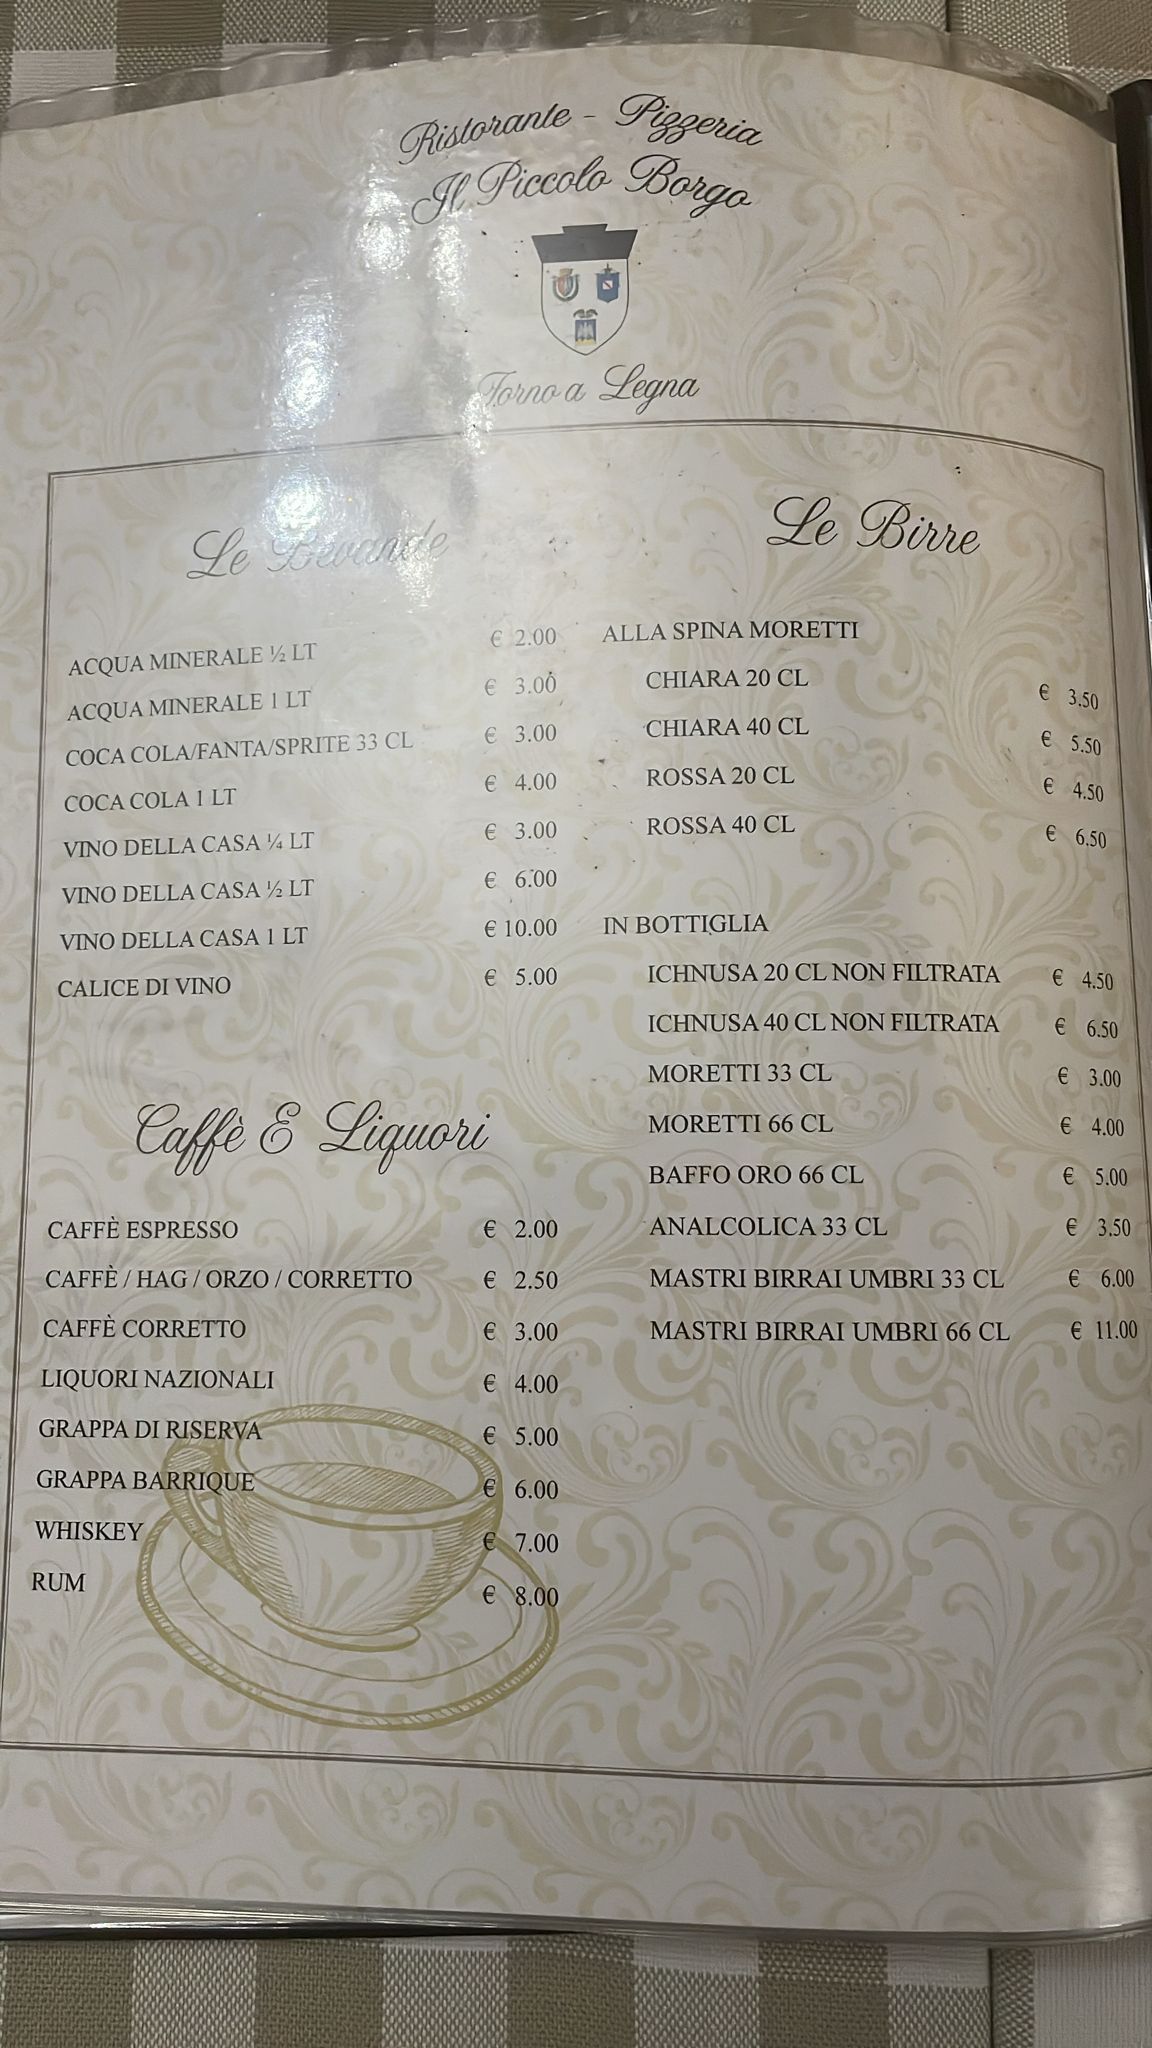 Ristorante - Pizzeria
Il Piccolo Borgo
Forno a Legna
Le Bevande
ACQUA MINERALE ½ LT € 2.00
ACQUA MINERALE 1 LT € 3.00
COCA COLA/FANTA/SPRITE 33 CL € 3.00
COCA COLA 1 LT € 4.00
VINO DELLA CASA ¼ LT € 3.00
VINO DELLA CASA ½ LT € 6.00
VINO DELLA CASA 1 LT € 10.00
CALICE DI VINO € 5.00
Caffè E Liquori
CAFFÈ ESPRESSO € 2.00
CAFFÈ / HAG / ORZO / CORRETTO € 2.50
CAFFÈ CORRETTO € 3.00
LIQUORI NAZIONALI € 4.00
GRAPPA DI RISERVA € 5.00
GRAPPA BARRIQUE € 6.00
WHISKEY € 7.00
RUM € 8.00
Le Birre
ALLA SPINA MORETTI
CHIARA 20 CL € 3.50
CHIARA 40 CL € 5.50
ROSSA 20 CL € 4.50
ROSSA 40 CL € 6.50
IN BOTTIGLIA
ICHNUSA 20 CL NON FILTRATA € 4.50
ICHNUSA 40 CL NON FILTRATA € 6.50
MORETTI 33 CL € 3.00
MORETTI 66 CL € 4.00
BAFFO ORO 66 CL € 5.00
ANALCOLICA 33 CL € 3.50
MASTRI BIRRAI UMBRI 33 CL € 6.00
MASTRI BIRRAI UMBRI 66 CL € 11.00